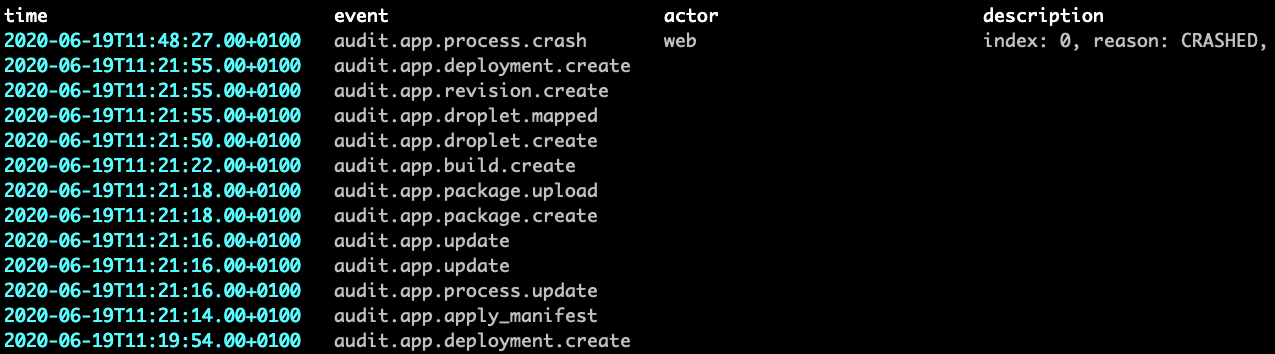 time event actor description
2020-06-19T11:48:27.00+0100 audit.app.process.crash web index: 0, reason: CRASHED,
2020-06-19T11:21:55.00+0100 audit.app.deployment.create
2020-06-19T11:21:55.00+0100 audit.app.revision.create
2020-06-19T11:21:55.00+0100 audit.app.droplet.mapped
2020-06-19T11:21:50.00+0100 audit.app.droplet.create
2020-06-19T11:21:22.00+0100 audit.app.build.create
2020-06-19T11:21:18.00+0100 audit.app.package.upload
2020-06-19T11:21:18.00+0100 audit.app.package.create
2020-06-19T11:21:16.00+0100 audit.app.update
2020-06-19T11:21:16.00+0100 audit.app.update
2020-06-19T11:21:16.00+0100 audit.app.process.update
2020-06-19T11:21:14.00+0100 audit.app.apply_manifest
2020-06-19T11:19:54.00+0100 audit.app.deployment.create